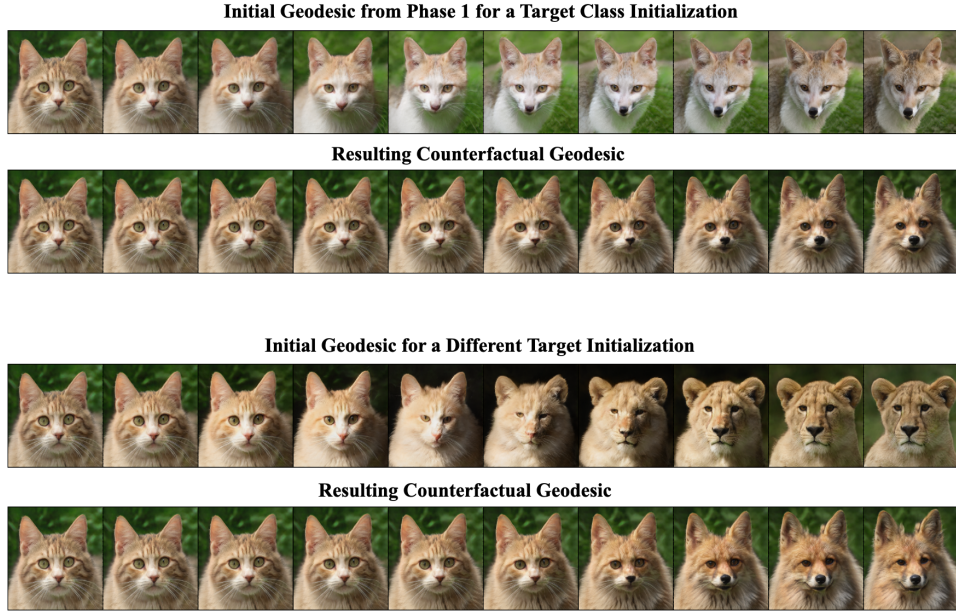 Initial Geodesic from Phase 1 for a Target Class Initialization
Resulting Counterfactual Geodesic
Initial Geodesic for a Different Target Initialization
Resulting Counterfactual Geodesic